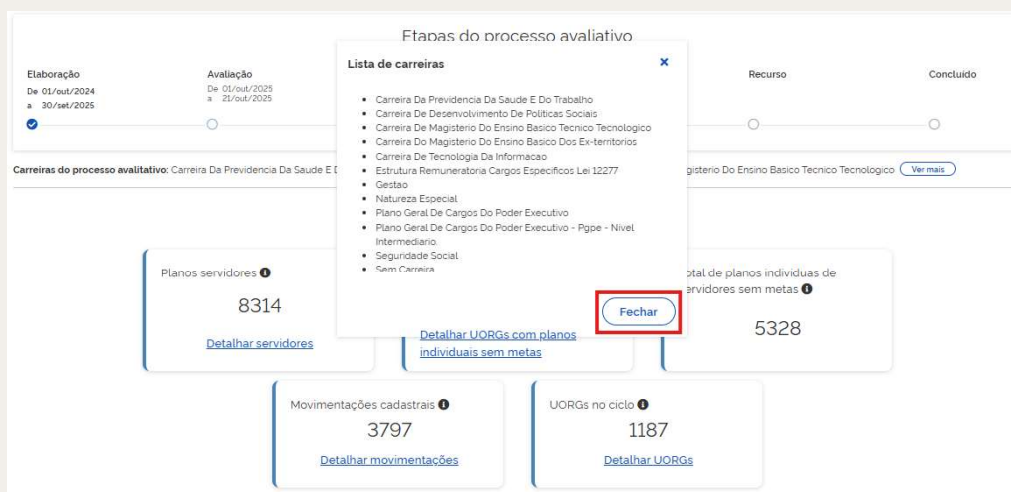 Etapas do processo avaliativo
Elaboração
De 01/out/2024
a 30/set/2025
Avaliação
De 01/out/2025
a 21/out/2025
Recurso
Concluído
Lista de carreiras
Carreira Da Previdencia Da Saude E Do Trabalho
Carreira De Desenvolvimento De Politicas Sociais
Carreira De Magisterio Do Ensino Basico Tecnico Tecnologico
Carreira Do Magisterio Do Ensino Basico Dos Ex-territorios
Carreira De Tecnologia Da Informacao
Estrutura Remuneratoria Cargos Especificos Lei 12277
Gestao
Natureza Especial
Plano Geral De Cargos Do Poder Executivo
Plano Geral De Cargos Do Poder Executivo - Pgpe - Nivel
Intermediario.
Seguridade Social
Sem Carreira
Fechar
Carreiras do processo avalitativo: Carreira Da Previdencia Da Saude E
gisterio Do Ensino Basico Tecnico Tecnologico Ver mais
Planos servidores
8314
Detalhar servidores
Detalhar UORGs com planos
individuais sem metas
otal de planos individuas de
ervidores sem metas
5328
Movimentações cadastrais
3797
Detalhar movimentações
UORGs no ciclo
1187
Detalhar UORGs